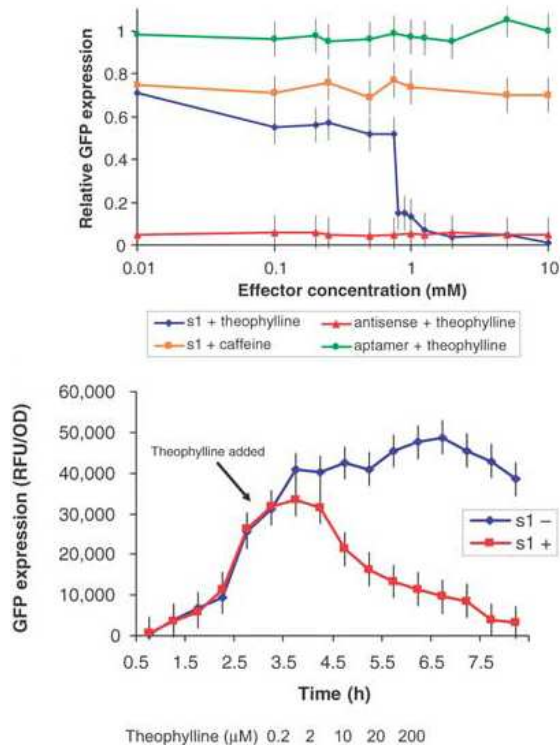 Relative GFP expression
1
0.8
0.6
0.4
0.2
0
0.01 0.1 1 10
Effector concentration (mM)
s1 + theophylline antisense + theophylline
s1 + caffeine aptamer + theophylline
GFP expression (RFU/OD)
60,000
50,000
40,000
30,000
20,000
10,000
0
Theophylline added
s1 −
s1 +
0.5 1.5 2.5 3.5 4.5 5.5 6.5 7.5
Time (h)
Theophylline (μM) 0.2 2 10 20 200